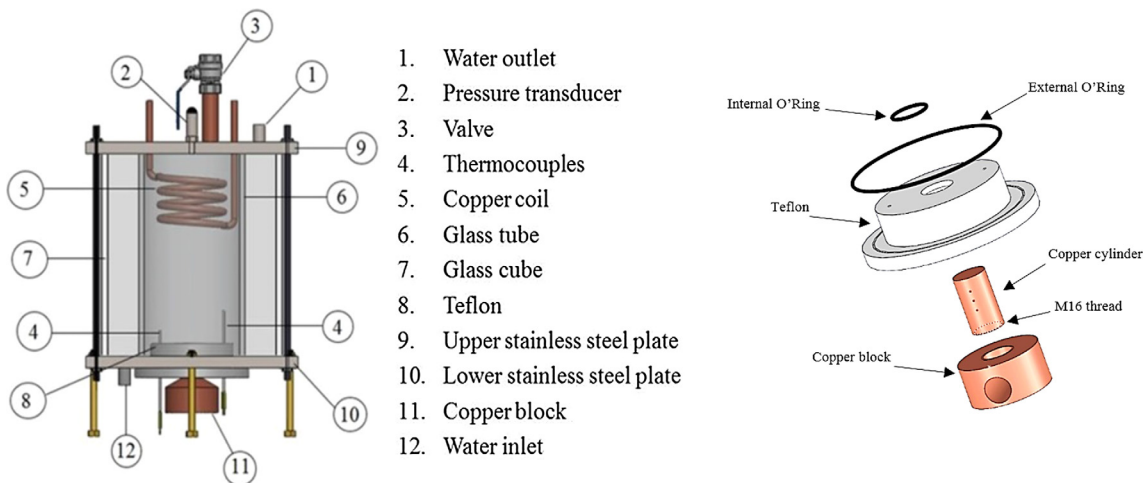 3
2
1
9
5
6
7
4
4
8
10
12
11
1. Water outlet
2. Pressure transducer
3. Valve
4. Thermocouples
5. Copper coil
6. Glass tube
7. Glass cube
8. Teflon
9. Upper stainless steel plate
10. Lower stainless steel plate
11. Copper block
12. Water inlet
External O'Ring
Internal O'Ring
Teflon
Copper cylinder
M16 thread
Copper block